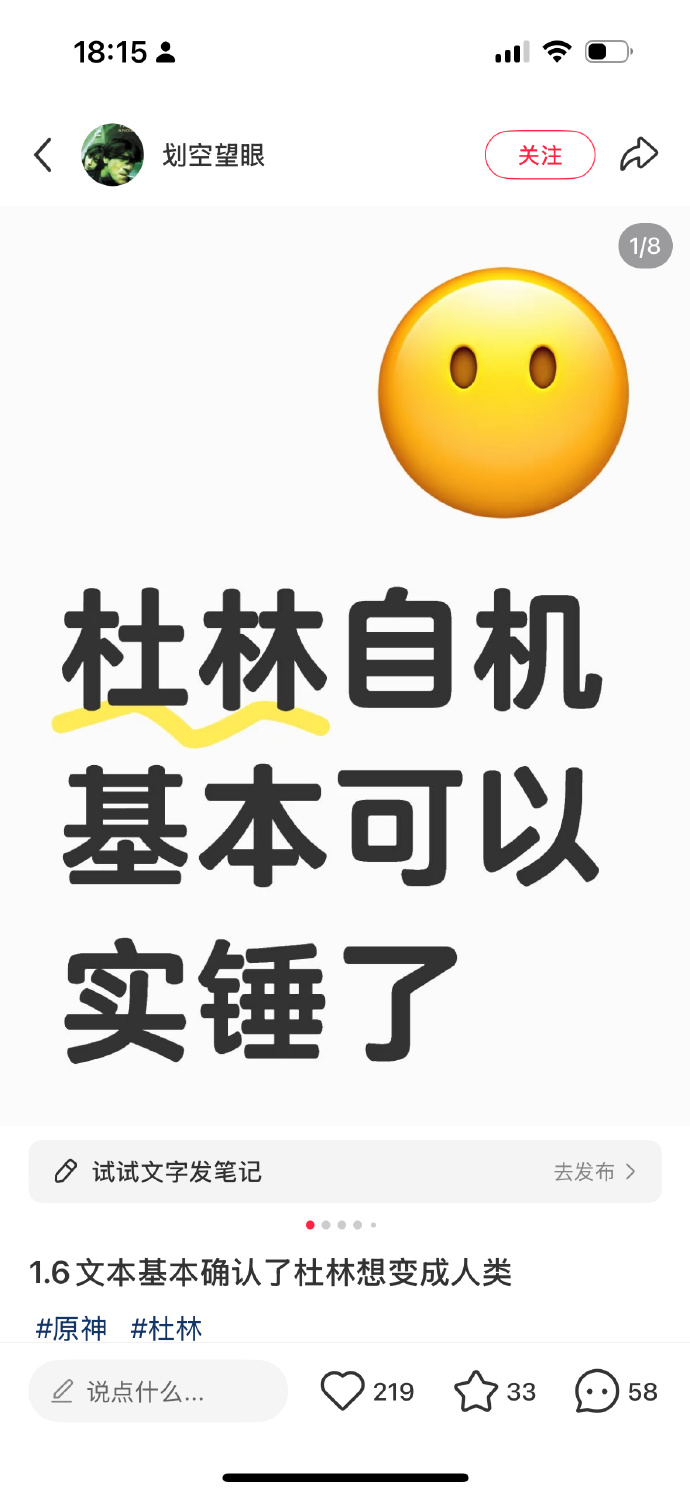 18:15
划空望眼
关注
1/8
杜林自机
基本可以
实锤了
试试文字发笔记
去发布
1.6文本基本确认了杜林想变成人类
#原神 #杜林
说点什么...
219
33
58